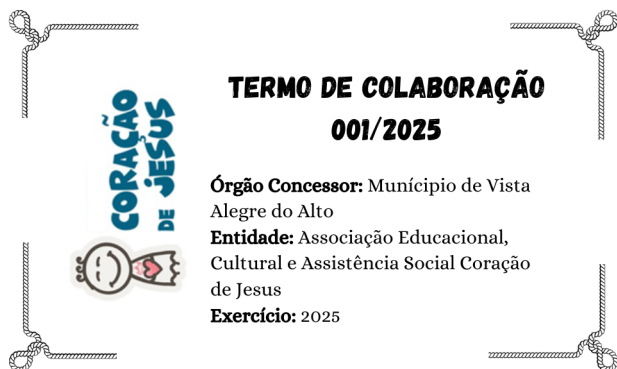 CORAÇÃO
DE JESUS
TERMO DE COLABORAÇÃO
001/2025
Órgão Concessor: Munícipio de Vista
Alegre do Alto
Entidade: Associação Educacional,
Cultural e Assistência Social Coração
de Jesus
Exercício: 2025